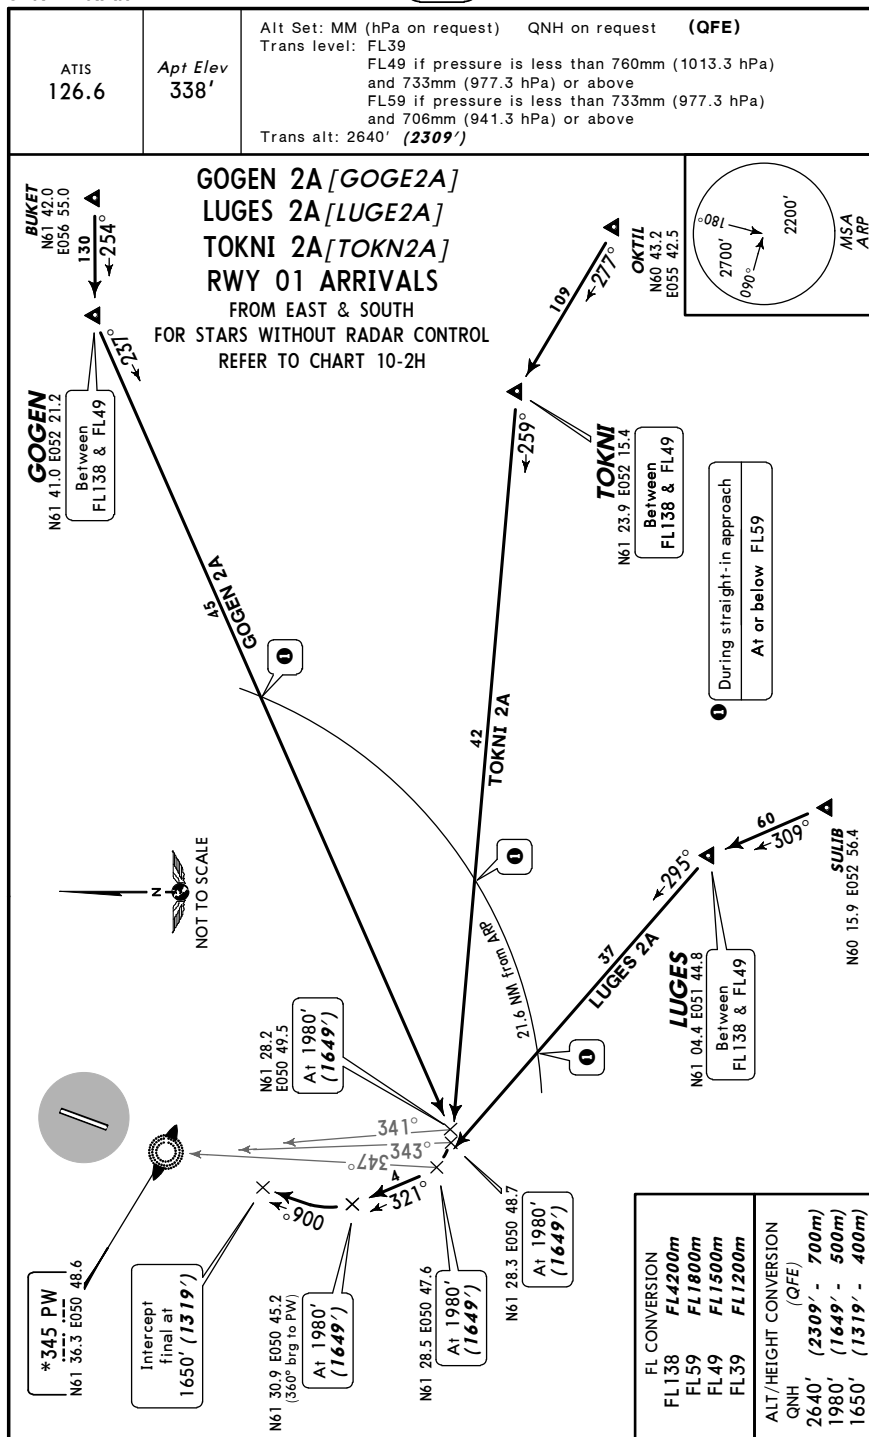 ATIS
126.6
Apt Elev
338'
Alt Set: MM (hPa on request) QNH on request (QFE)
Trans level: FL39
FL49 if pressure is less than 760mm (1013.3 hPa)
and 733mm (977.3 hPa) or above
FL59 if pressure is less than 733mm (977.3 hPa)
and 706mm (941.3 hPa) or above
Trans alt: 2640' (2309')
GOGEN 2A [GOGE2A]
LUGES 2A [LUGE2A]
TOKNI 2A [TOKN2A]
RWY 01 ARRIVALS
FROM EAST & SOUTH
FOR STARS WITHOUT RADAR CONTROL
REFER TO CHART 10-2H
BUKET
N61 42.0
E056 55.0
130
254°
237°
GOGEN
N61 41.0 E052 21.2
Between
FL138 & FL49
45
GOGEN 2A
OKTIL
N60 43.2
E055 42.5
109
277°
MSA
ARP
180°
090°
2700'
2200'
TOKNI
N61 23.9 E052 15.4
Between
FL138 & FL49
259°
42
TOKNI 2A
1
During straight-in approach
At or below FL59
1
1
1
21.6 NM from ARP
SULIB
N60 15.9 E052 56.4
60
309°
295°
LUGES
N61 04.4 E051 44.8
Between
FL138 & FL49
37
LUGES 2A
N
NOT TO SCALE
N61 28.2
E050 49.5
At 1980'
(1649')
341°
343°
347°
4
321°
006°
N61 28.3 E050 48.7
At 1980'
(1649')
N61 28.5 E050 47.6
At 1980'
(1649')
N61 30.9 E050 45.2
(360° brg to PW)
At 1980'
(1649')
Intercept
final at
1650' (1319')
*345 PW
N61 36.3 E050 48.6
FL CONVERSION
FL138 FL4200m
FL59 FL1800m
FL49 FL1500m
FL39 FL1200m
ALT/HEIGHT CONVERSION
QNH (QFE)
2640' (2309' - 700m)
1980' (1649' - 500m)
1650' (1319' - 400m)